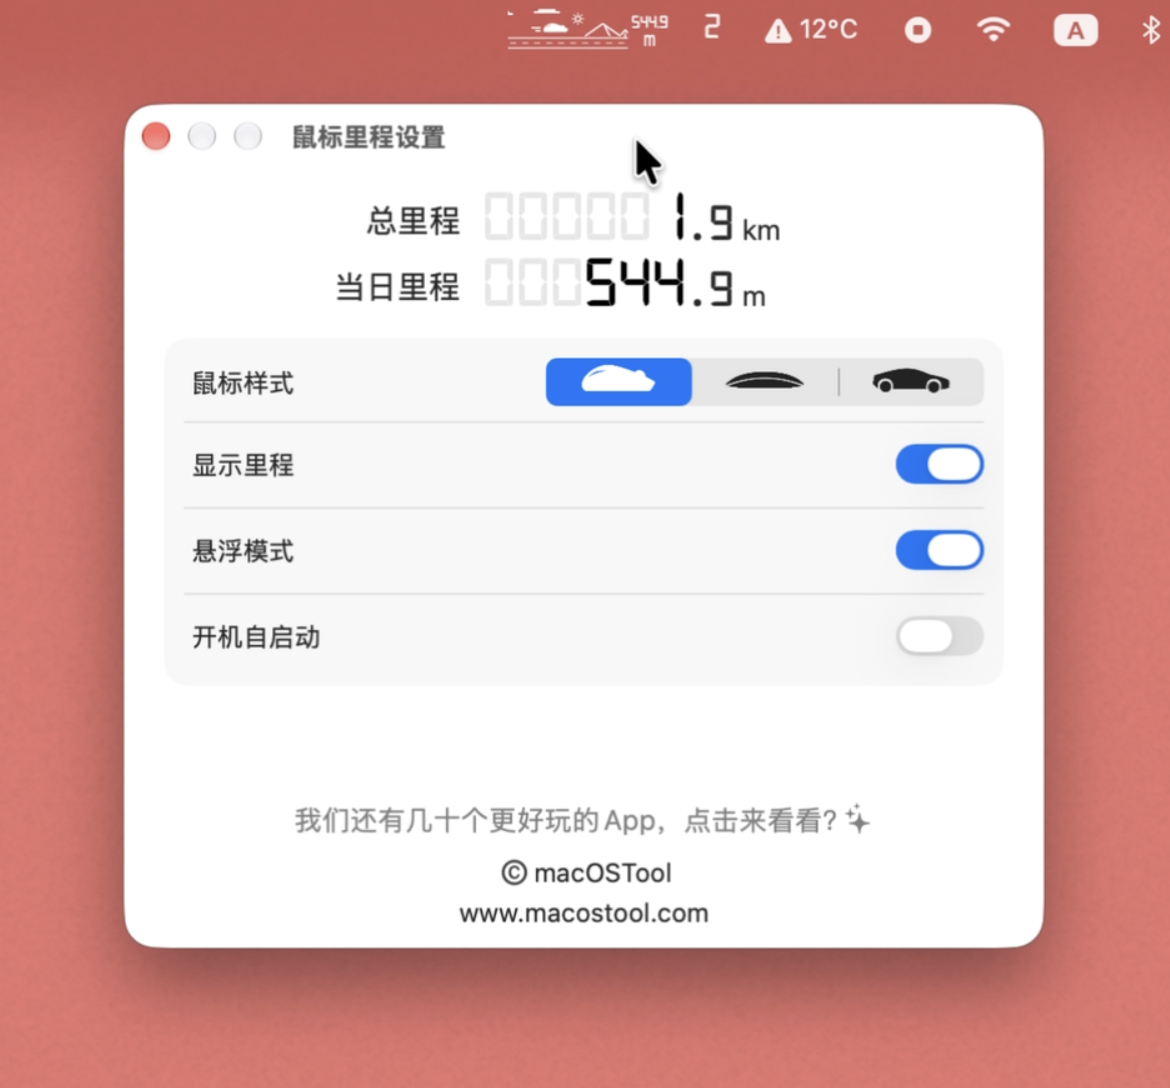 544.9
m
2
12°C
A
鼠标里程设置
总里程 1.9 km
当日里程 544.9 m
鼠标样式
显示里程
悬浮模式
开机自启动
我们还有几十个更好玩的App，点击来看看?
© macOSTool
www.macostool.com